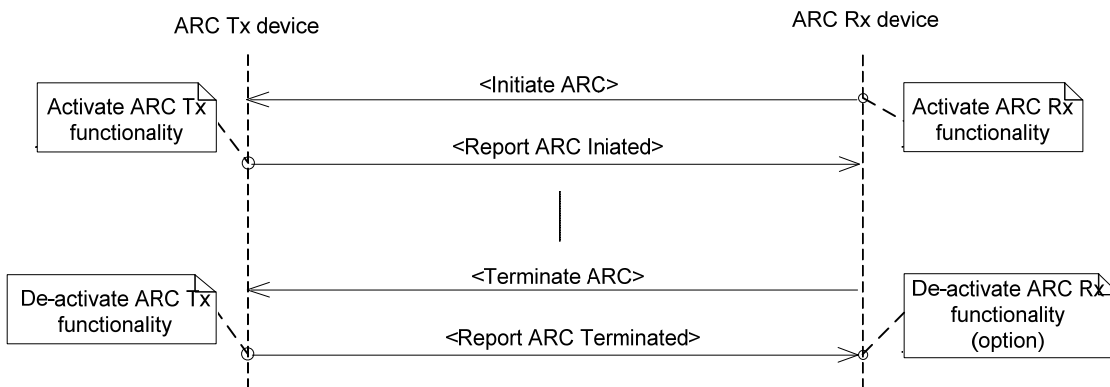 ARC Tx device
ARC Rx device
<Initiate ARC>
Activate ARC Tx
functionality
Activate ARC Rx
functionality
<Report ARC Iniated>
<Terminate ARC>
De-activate ARC Tx
functionality
De-activate ARC Rx
functionality
(option)
<Report ARC Terminated>